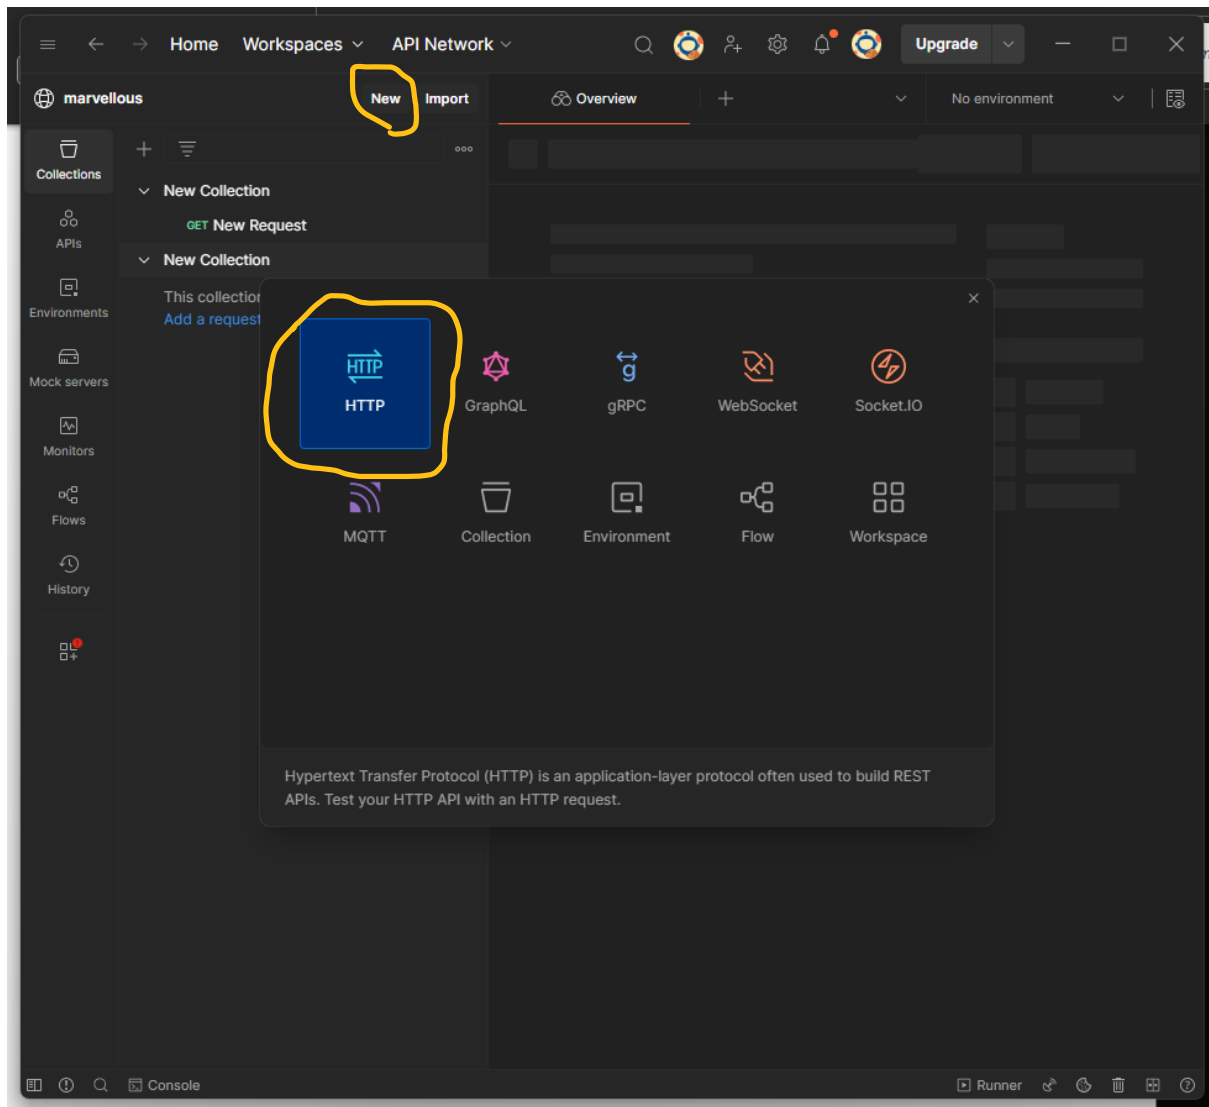 Home Workspaces API Network Upgrade
marvellous New Import Overview No environment
Collections
New Collection
GET New Request
APIs
New Collection
This collection
Add a request
Environments
Mock servers
Monitors
Flows
History
HTTP
HTTP GraphQL gRPC WebSocket Socket.IO
MQTT Collection Environment Flow Workspace
Hypertext Transfer Protocol (HTTP) is an application-layer protocol often used to build REST
APIs. Test your HTTP API with an HTTP request.
Console Runner